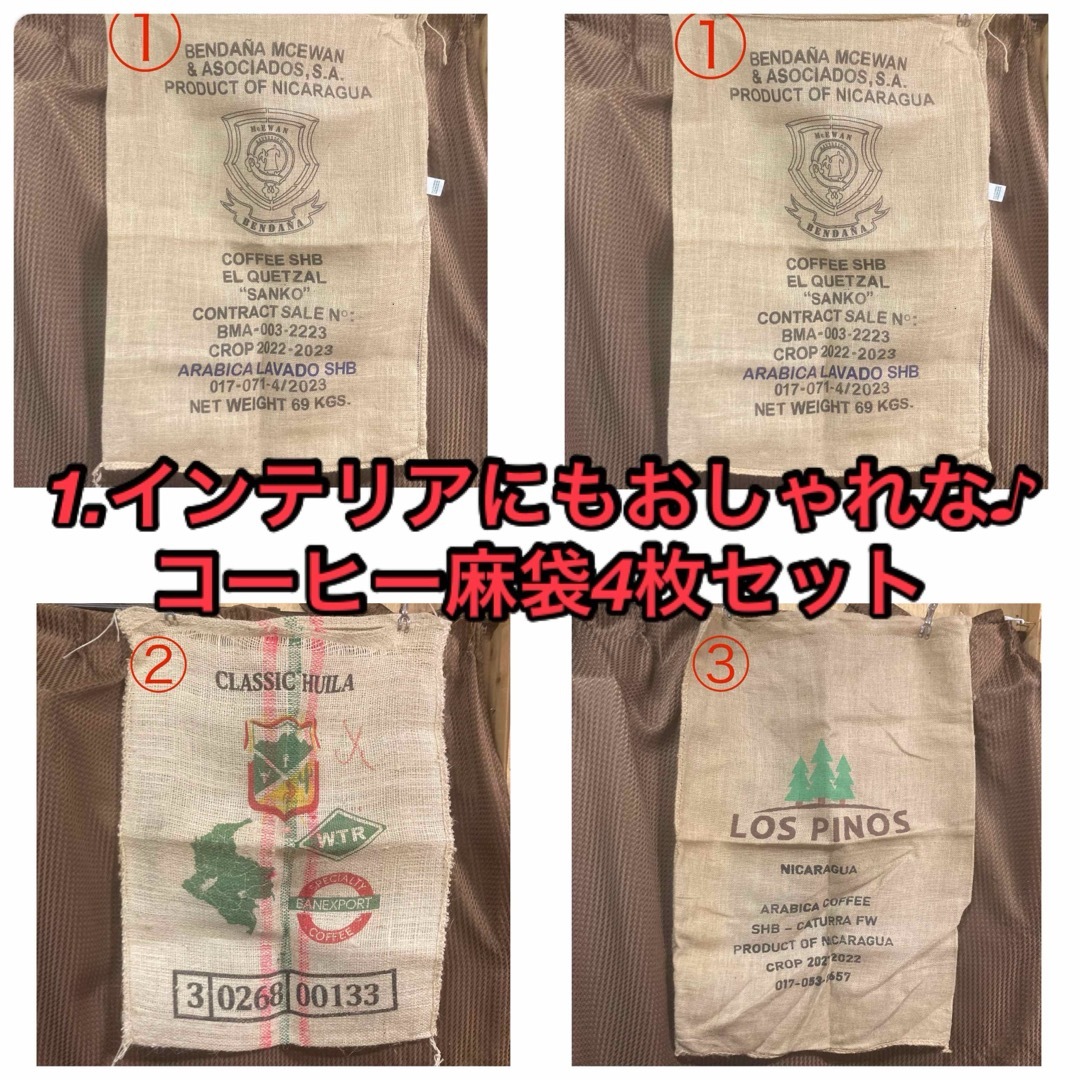 ①
BENDAÑA MCEWAN
& ASOCIADOS, S.A.
PRODUCT OF NICARAGUA
McEWAN
BENDAÑA
COFFEE SHB
EL QUETZAL
"SANKO"
CONTRACT SALE Nº:
BMA-003-2223
CROP 2022-2023
ARABICA LAVADO SHB
017-071-4/2023
NET WEIGHT 69 KGS.
①
BENDAÑA MCEWAN
& ASOCIADOS, S.A.
PRODUCT OF NICARAGUA
McEWAN
BENDAÑA
COFFEE SHB
EL QUETZAL
"SANKO"
CONTRACT SALE Nº:
BMA-003-2223
CROP 2022-2023
ARABICA LAVADO SHB
017-071-4/2023
NET WEIGHT 69 KGS.
1.インテリアにもおしゃれな♪
コーヒー麻袋4枚セット
②
CLASSIC HUILA
WTR
SPECIALTY
BANEXPORT
COFFEE
3 0268 00133
③
LOS PINOS
NICARAGUA
ARABICA COFFEE
SHB - CATURRA FW
PRODUCT OF NICARAGUA